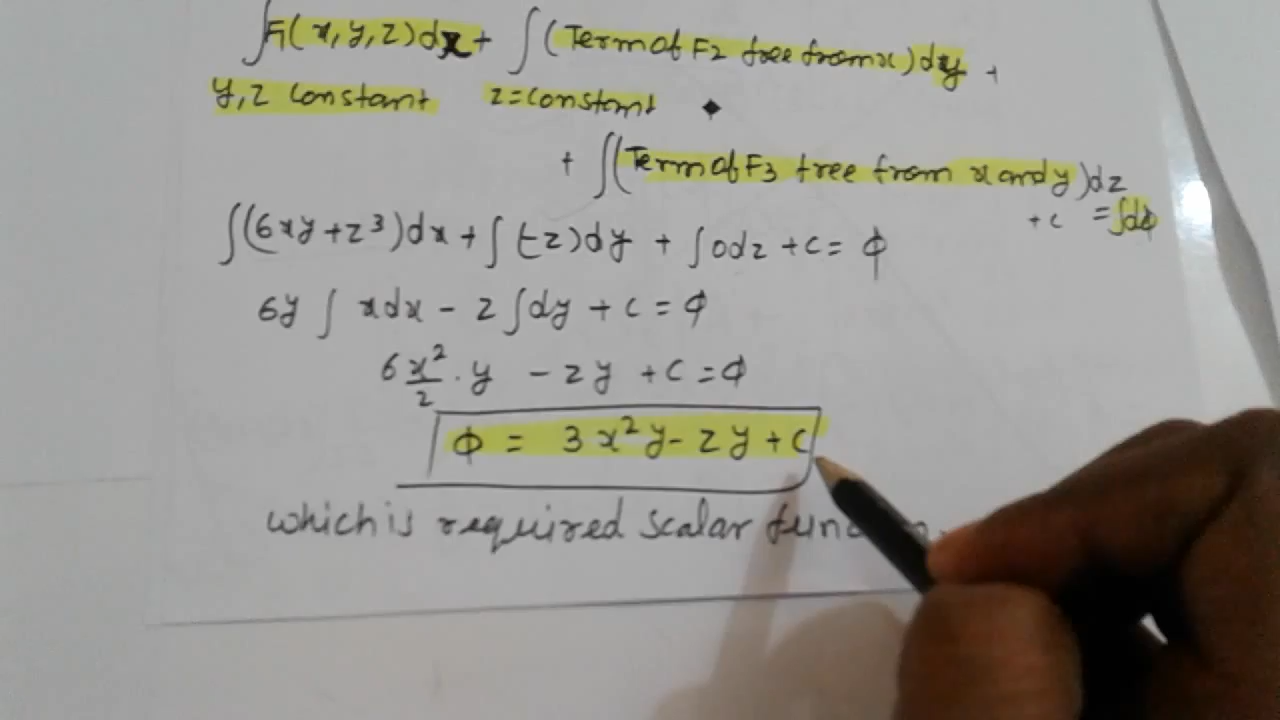 ∫F1(x,y,z)dx + ∫(Term of F2 free from x)dy +
y,z constant z=constant
+ ∫(Term of F3 free from x and y)dz
+c = ∫dϕ
∫(6xy+z³)dx + ∫(-z)dy + ∫0dz + c = ϕ
6y ∫ xdx - z ∫dy + c = ϕ
6 x²/2 . y - zy + c = ϕ
ϕ = 3x²y - zy + c
which is required scalar